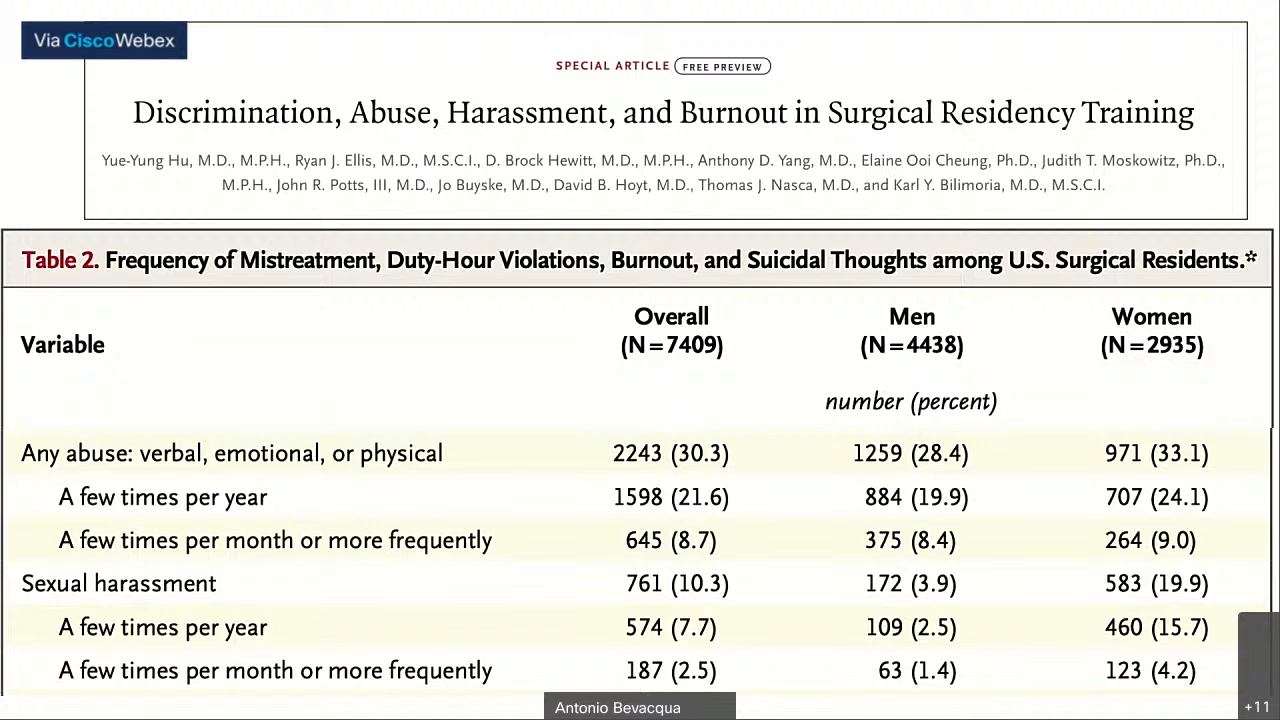 Via Cisco Webex
SPECIAL ARTICLE FREE PREVIEW
Discrimination, Abuse, Harassment, and Burnout in Surgical Residency Training
Yue-Yung Hu, M.D., M.P.H., Ryan J. Ellis, M.D., M.S.C.I., D. Brock Hewitt, M.D., M.P.H., Anthony D. Yang, M.D., Elaine Ooi Cheung, Ph.D., Judith T. Moskowitz, Ph.D.,
M.P.H., John R. Potts, III, M.D., Jo Buyske, M.D., David B. Hoyt, M.D., Thomas J. Nasca, M.D., and Karl Y. Bilimoria, M.D., M.S.C.I.
Table 2. Frequency of Mistreatment, Duty-Hour Violations, Burnout, and Suicidal Thoughts among U.S. Surgical Residents.*
Overall Men Women
Variable (N=7409) (N=4438) (N=2935)
number (percent)
Any abuse: verbal, emotional, or physical 2243 (30.3) 1259 (28.4) 971 (33.1)
A few times per year 1598 (21.6) 884 (19.9) 707 (24.1)
A few times per month or more frequently 645 (8.7) 375 (8.4) 264 (9.0)
Sexual harassment 761 (10.3) 172 (3.9) 583 (19.9)
A few times per year 574 (7.7) 109 (2.5) 460 (15.7)
A few times per month or more frequently 187 (2.5) 63 (1.4) 123 (4.2)
Antonio Bevacqua
+11